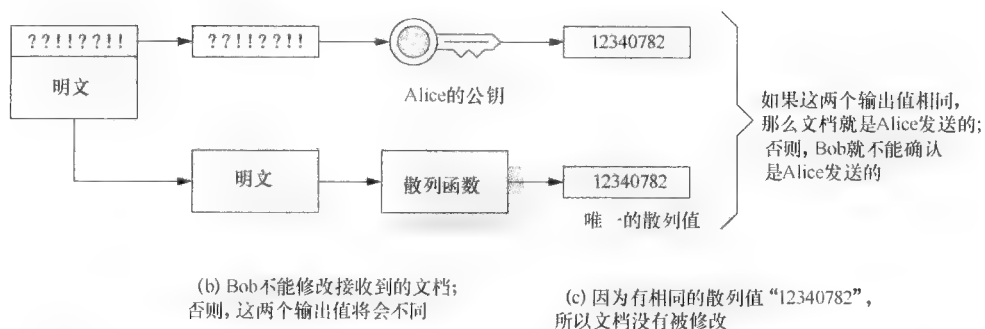 ??!!??!!
??!!??!!
12340782
明文
Alice的公钥
如果这两个输出值相同,
那么文档就是Alice发送的;
否则, Bob就不能确认
是Alice发送的
明文
散列函数
12340782
唯一的散列值
(b) Bob不能修改接收到的文档;
否则, 这两个输出值将会不同
(c) 因为有相同的散列值“12340782”,
所以文档没有被修改